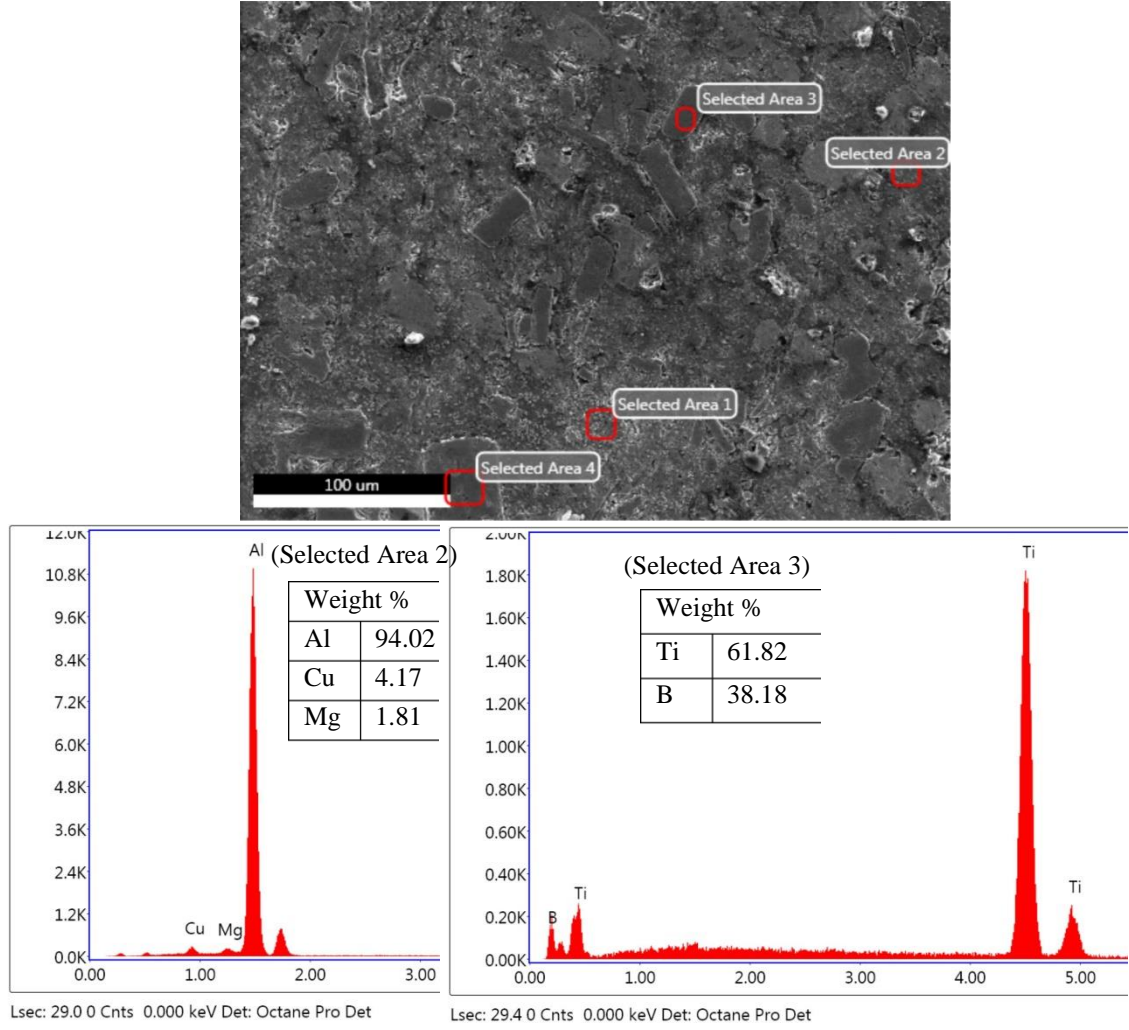 Selected Area 3
Selected Area 2
Selected Area 1
Selected Area 4
100 um
12.0K
10.8K
9.6K
8.4K
7.2K
6.0K
4.8K
3.6K
2.4K
1.2K
0.0K
0.00 1.00 2.00 3.00
Al
Cu
Mg
(Selected Area 2)
Weight %
Al 94.02
Cu 4.17
Mg 1.81
Lsec: 29.0 0 Cnts 0.000 keV Det: Octane Pro Det
2.00K
1.80K
1.60K
1.40K
1.20K
1.00K
0.80K
0.60K
0.40K
0.20K
0.00K
0.00 1.00 2.00 3.00 4.00 5.00
B
Ti
Ti
Ti
(Selected Area 3)
Weight %
Ti 61.82
B 38.18
Lsec: 29.4 0 Cnts 0.000 keV Det: Octane Pro Det